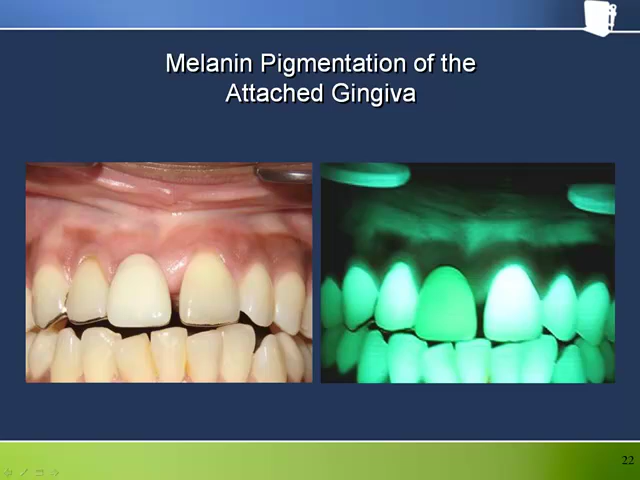 Melanin Pigmentation of the
Attached Gingiva
22